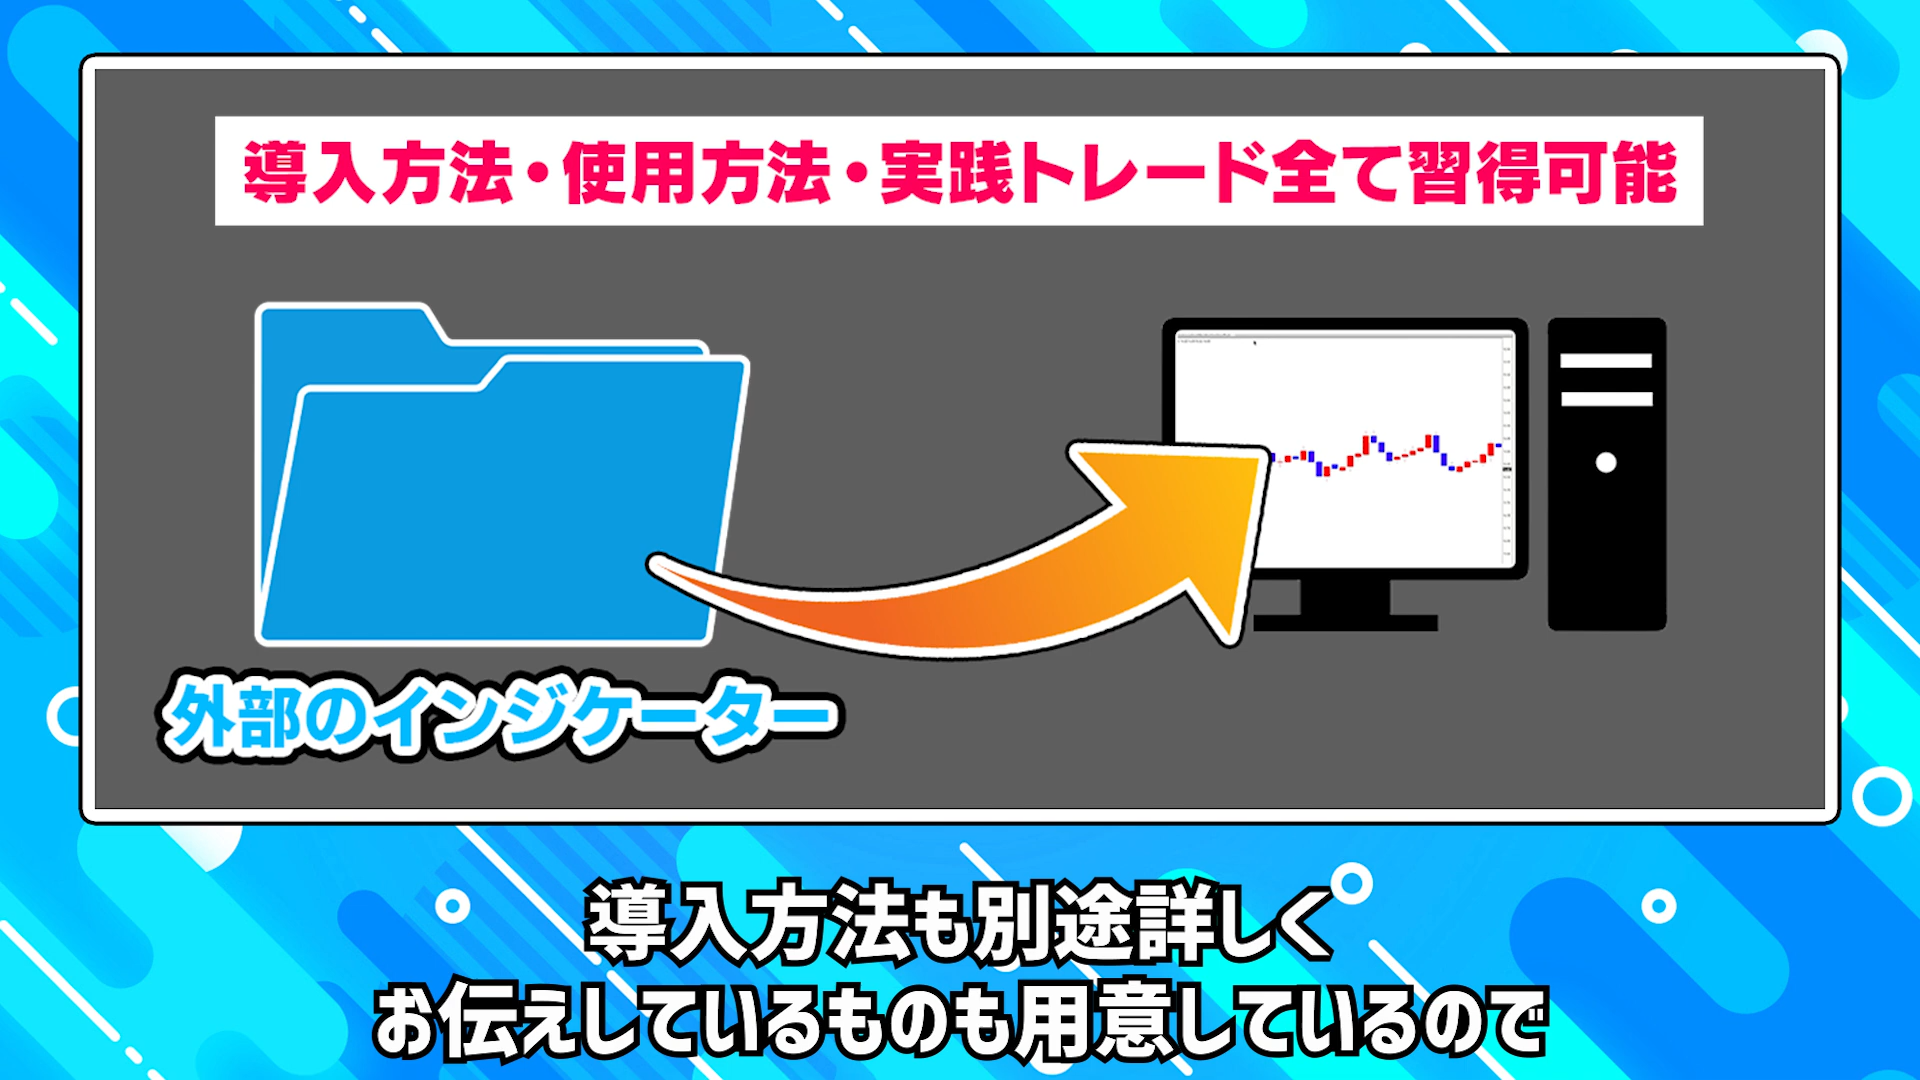 導入方法・使用方法・実践トレード全て習得可能
外部のインジケーター
導入方法も別途詳しく
お伝えしているものも用意しているので